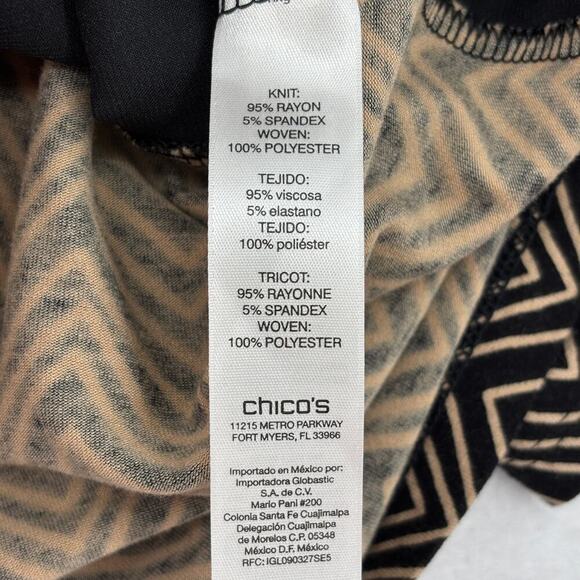 KNIT:
95% RAYON
5% SPANDEX
WOVEN:
100% POLYESTER
TEJIDO:
95% viscosa
5% elastano
TEJIDO:
100% poliéster
TRICOT:
95% RAYONNE
5% SPANDEX
WOVEN:
100% POLYESTER
chico's
11215 METRO PARKWAY
FORT MYERS, FL 33966
Importado en México por:
Importadora Globastic
S.A. de C.V.
Mario Pani #200
Colonia Santa Fe Cuajimalpa
Delegación Cuajimalpa
de Morelos C.P. 05348
México D.F. México
RFC: IGL090327SE5